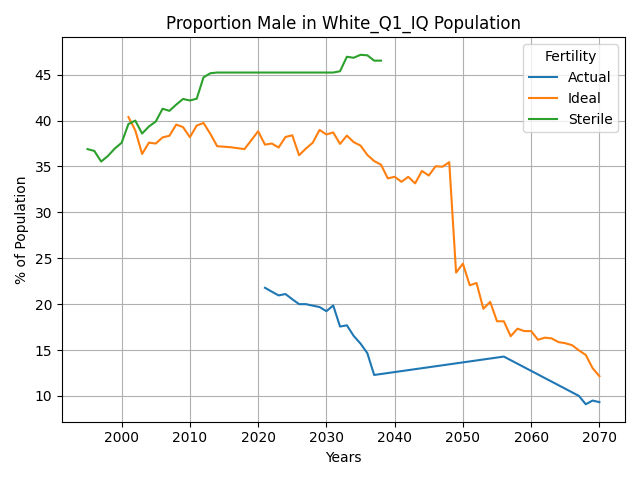 Proportion Male in White_Q1_IQ Population
Fertility
Actual
Ideal
Sterile
% of Population
45
40
35
30
25
20
15
10
2000 2010 2020 2030 2040 2050 2060 2070
Years